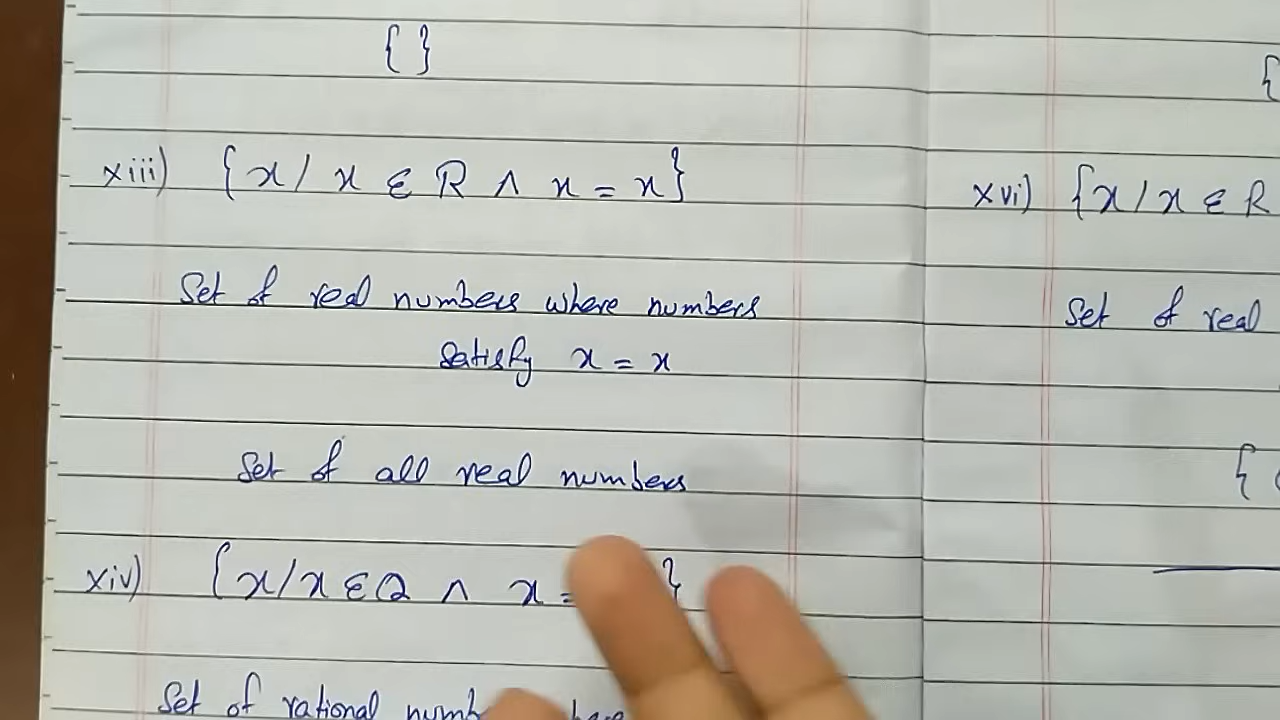 { }
xiii) {x / x ∈ R ∧ x = x}
Set of real numbers where numbers
satisfy x = x
Set of all real numbers
xiv) {x/x ∈ Q ∧ x = }
Set of rational
{
xvi) {x / x ∈ R
Set of real
{